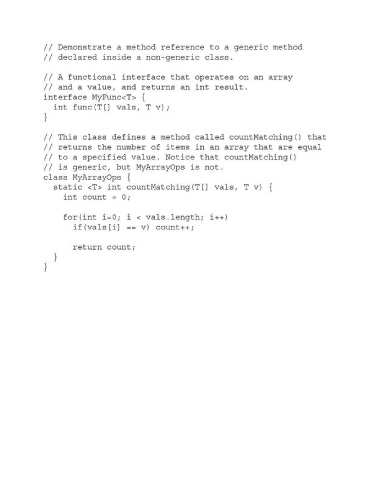 // Demonstrate a method reference to a generic method
// declared inside a non-generic class.
// A functional interface that operates on an array
// and a value, and returns an int result.
interface MyFunc<T> {
int func(T[] vals, T v);
}
// This class defines a method called countMatching() that
// returns the number of items in an array that are equal
// to a specified value. Notice that countMatching()
// is generic, but MyArrayOps is not.
class MyArrayOps {
static <T> int countMatching(T[] vals, T v) {
int count = 0;
for(int i=0; i < vals.length; i++)
if(vals[i] == v) count++;
return count;
}
}